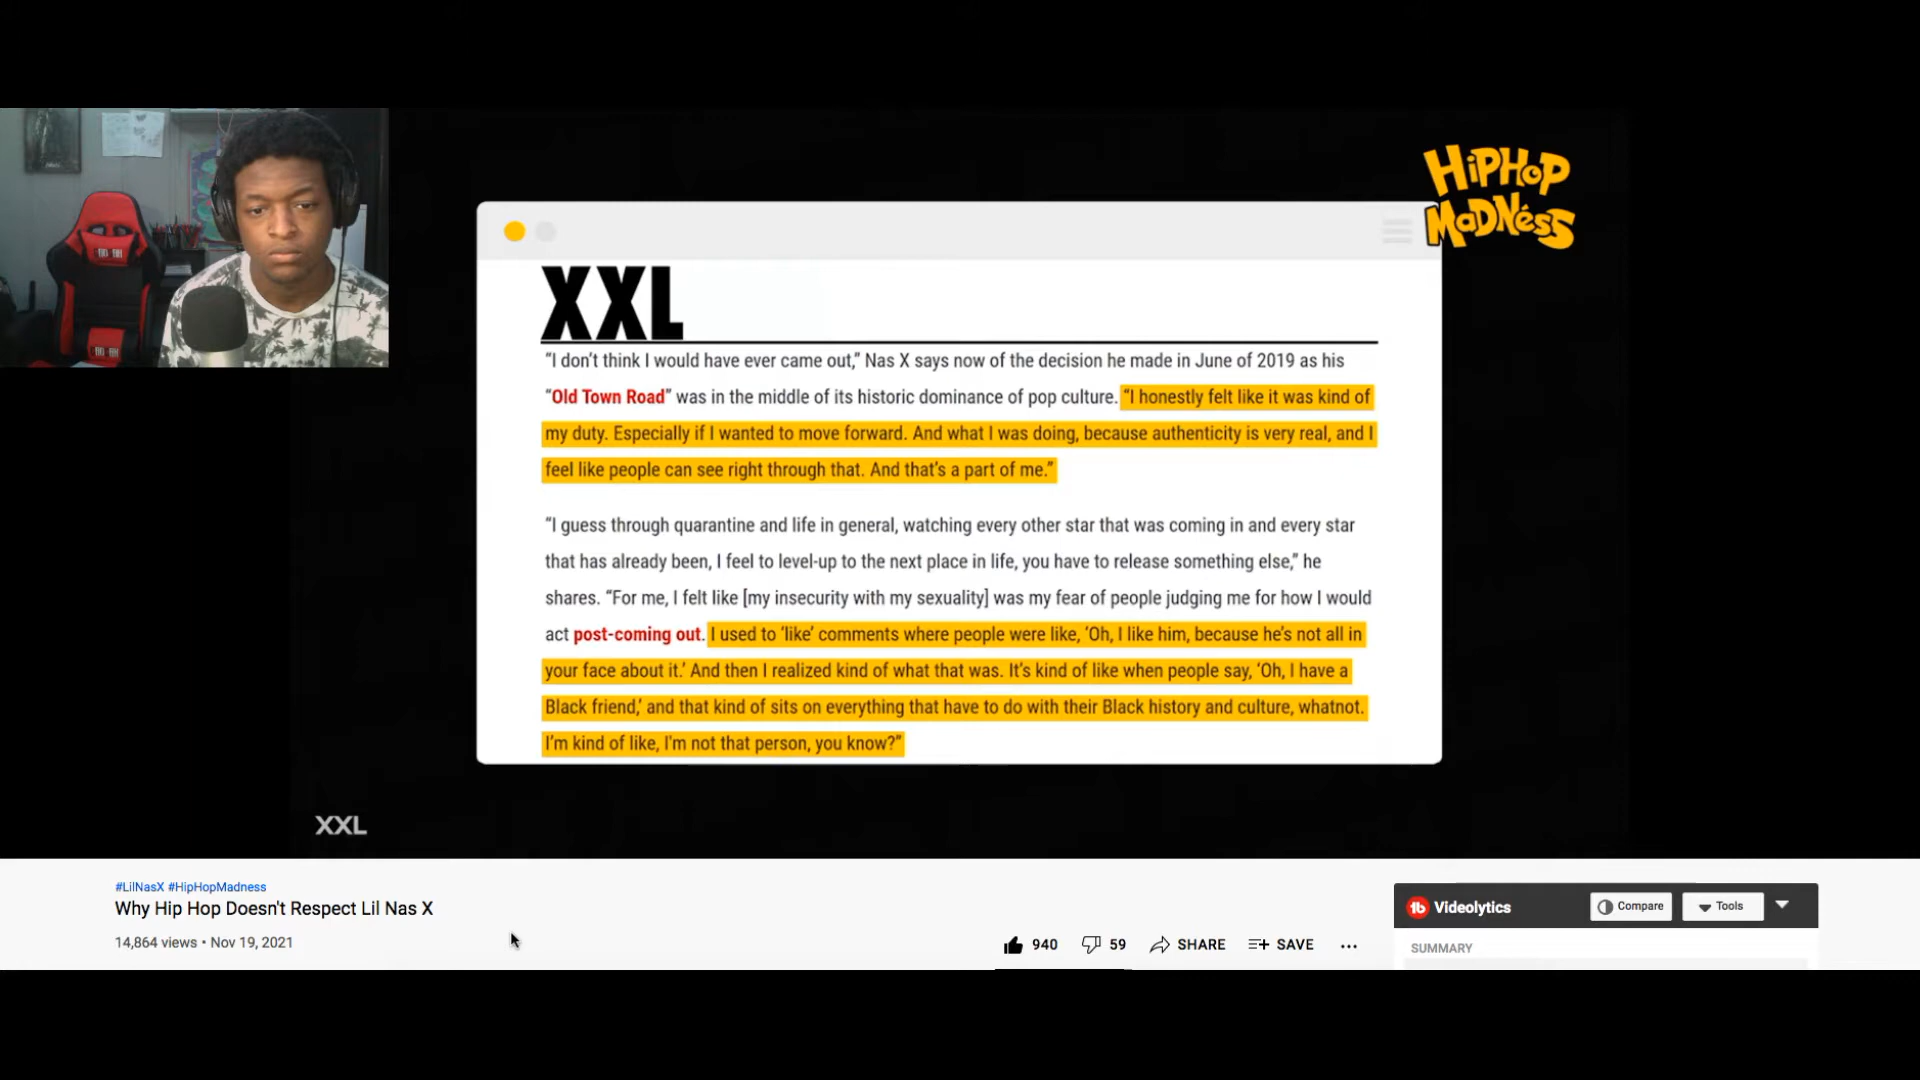 HiPHOP
MaDNéss
XXL
“I don’t think I would have ever came out,” Nas X says now of the decision he made in June of 2019 as his
“Old Town Road” was in the middle of its historic dominance of pop culture. “I honestly felt like it was kind of
my duty. Especially if I wanted to move forward. And what I was doing, because authenticity is very real, and I
feel like people can see right through that. And that’s a part of me.”
“I guess through quarantine and life in general, watching every other star that was coming in and every star
that has already been, I feel to level-up to the next place in life, you have to release something else,” he
shares. “For me, I felt like [my insecurity with my sexuality] was my fear of people judging me for how I would
act post-coming out. I used to ‘like’ comments where people were like, ‘Oh, I like him, because he’s not all in
your face about it.’ And then I realized kind of what that was. It’s kind of like when people say, ‘Oh, I have a
Black friend,’ and that kind of sits on everything that have to do with their Black history and culture, whatnot.
I’m kind of like, I'm not that person, you know?”
XXL
#LilNasX #HipHopMadness
Why Hip Hop Doesn't Respect Lil Nas X
14,864 views • Nov 19, 2021
940 59 SHARE SAVE ...
tb Videolytics Compare Tools
SUMMARY